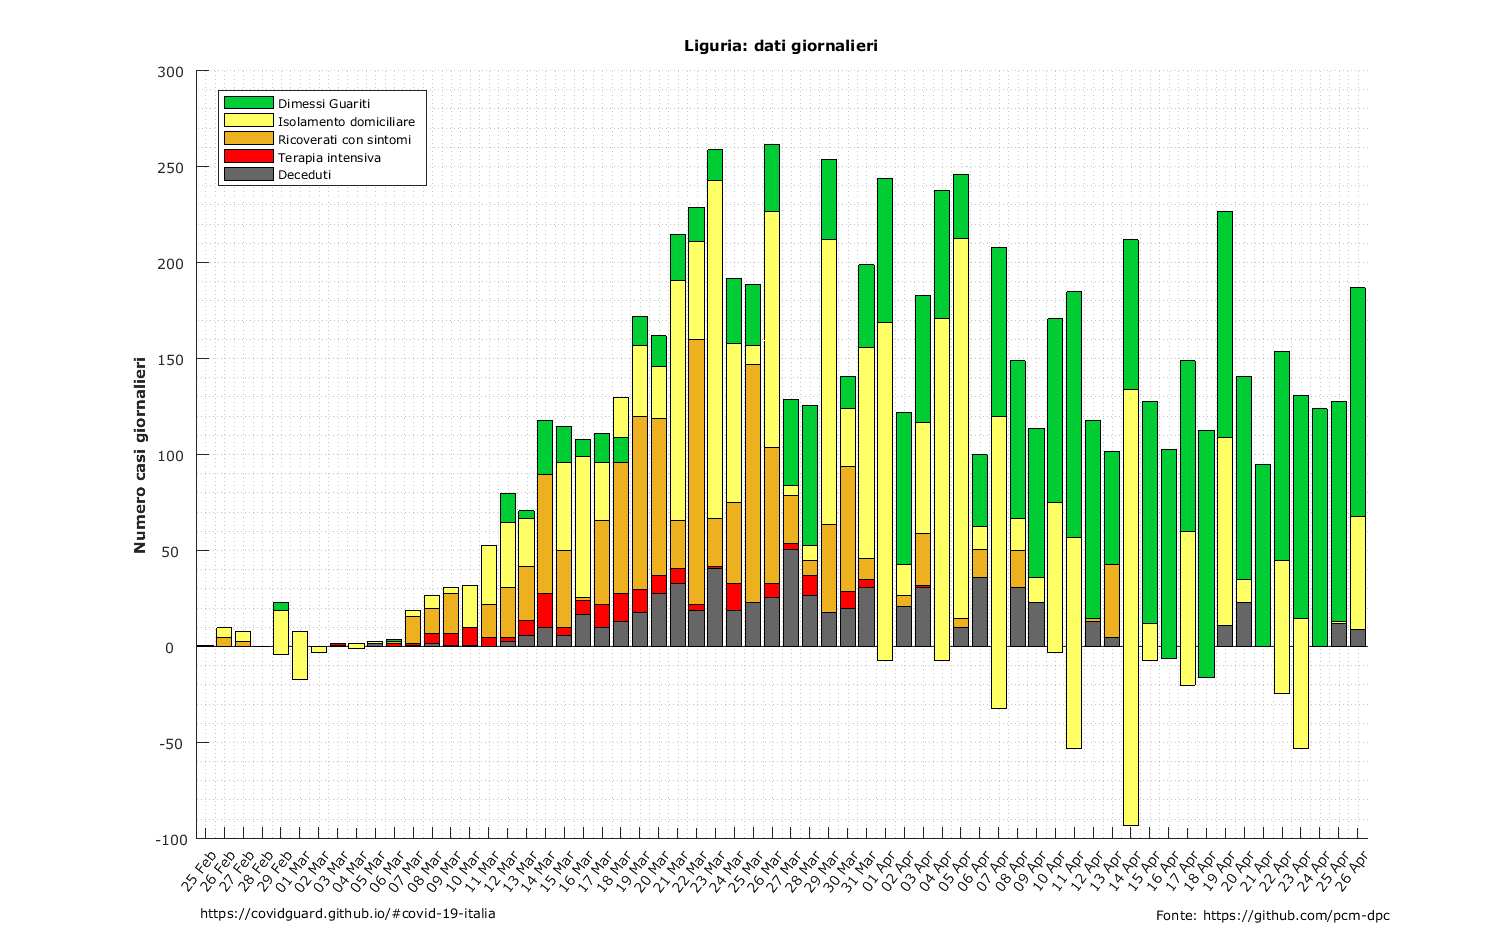 Liguria: dati giornalieri
300
250
200
150
100
50
0
-50
-100
Numero casi giornalieri
Dimessi Guariti
Isolamento domiciliare
Ricoverati con sintomi
Terapia intensiva
Deceduti
25 Feb
26 Feb
27 Feb
28 Feb
29 Feb
01 Mar
02 Mar
03 Mar
04 Mar
05 Mar
06 Mar
07 Mar
08 Mar
09 Mar
10 Mar
11 Mar
12 Mar
13 Mar
14 Mar
15 Mar
16 Mar
17 Mar
18 Mar
19 Mar
20 Mar
21 Mar
22 Mar
23 Mar
24 Mar
25 Mar
26 Mar
27 Mar
28 Mar
29 Mar
30 Mar
31 Mar
01 Apr
02 Apr
03 Apr
04 Apr
05 Apr
06 Apr
07 Apr
08 Apr
09 Apr
10 Apr
11 Apr
12 Apr
13 Apr
14 Apr
15 Apr
16 Apr
17 Apr
18 Apr
19 Apr
20 Apr
21 Apr
22 Apr
23 Apr
24 Apr
25 Apr
26 Apr
https://covidguard.github.io/#covid-19-italia
Fonte: https://github.com/pcm-dpc